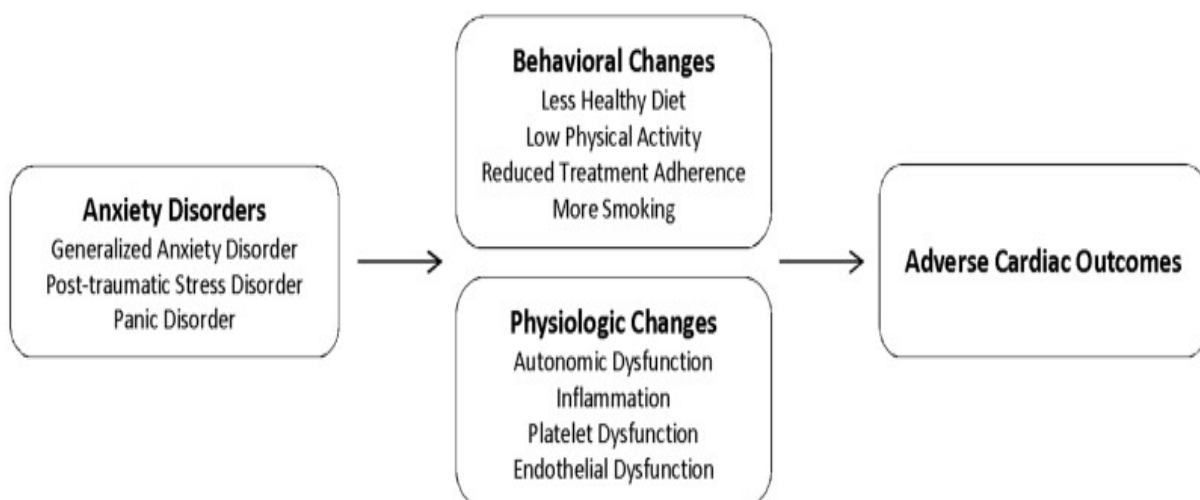 Anxiety Disorders
Generalized Anxiety Disorder
Post-traumatic Stress Disorder
Panic Disorder
Behavioral Changes
Less Healthy Diet
Low Physical Activity
Reduced Treatment Adherence
More Smoking
Physiologic Changes
Autonomic Dysfunction
Inflammation
Platelet Dysfunction
Endothelial Dysfunction
Adverse Cardiac Outcomes